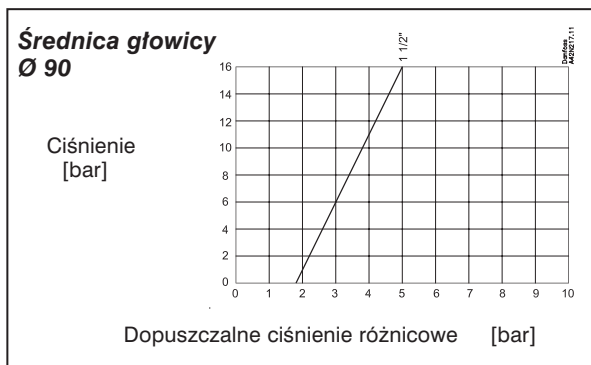 Średnica głowicy
Ø 90
1 1/2"
Danfoss
A42N217.11
Ciśnienie
[bar]
16
14
12
10
8
6
4
2
0
0 1 2 3 4 5 6 7 8 9 10
Dopuszczalne ciśnienie różnicowe [bar]